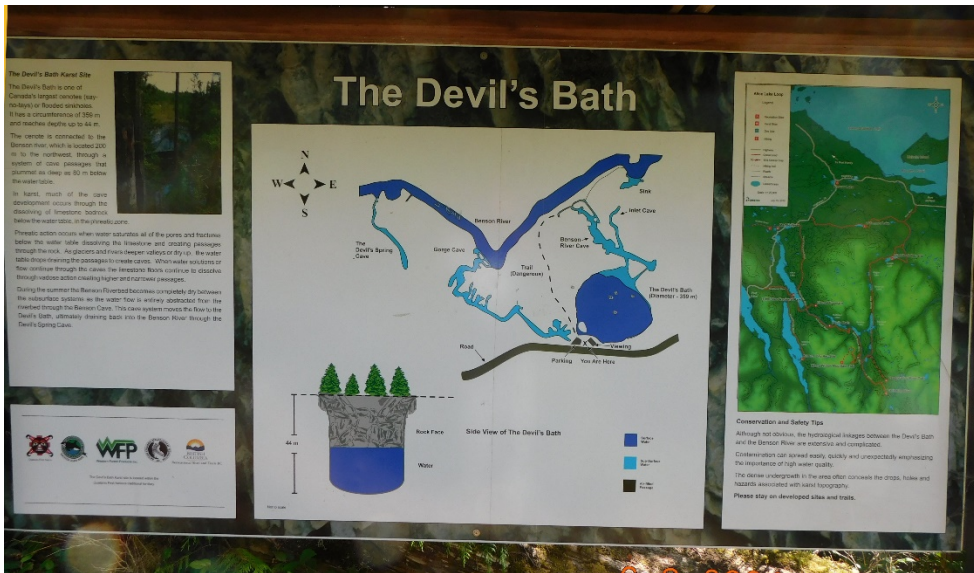 The Devil's Bath
The Devil's Bath Karst Site
The Devil's Bath is one of
Canada's largest cenotes (say-
no-tays) or flooded sinkholes.
It has a circumference of 359 m
and reaches depths up to 44 m.
The cenote is connected to the
Benson river, which is located 200
m to the northwest, through a
system of cave passages that
plummet as deep as 60 m below
the water table.
In karst, much of the cave
development occurs through the
dissolving of limestone bedrock
below the water table, in the phreatic zone.
Phreatic action occurs when water saturates all of the pores and fractures
below the water table dissolving the limestone and creating passages
through the rock. As glaciers and rivers deepen valleys or dry up, the water
table drops draining the passages to create caves. When water solutions
flow continue through the caves the limestone floors continue to dissolve
through vadose action creating higher and narrower passages.
During the summer the Benson Riverbed becomes completely dry between
the subsurface systems as the water flow is entirely abstracted from the
riverbed through the Benson Cave. This cave system moves the flow to the
Devil's Bath, ultimately draining back into the Benson River through the
Devil's Spring Cave.
WFP
BRITISH
COLUMBIA
N
W E
S
Sink
Inlet Cave
Benson River
The
Devil's Spring
Cave
Gorge Cave
Benson
River Cave
Trail
(Dangerous)
The Devil's Bath
(Diameter - 359 m)
Road
Parking
X
You Are Here
Viewing
44 m
Rock Face
Water
Side View of The Devil's Bath
Surface
Water
Water
Alice Lake Loop
Conservation and Safety Tips
Although not obvious, the hydrological linkages between the Devil's Bath
and the Benson River are extensive and complicated.
Contamination can spread easily, quickly and unexpectedly emphasizing
the importance of high water quality.
The dense undergrowth in the area often conceals the drops, holes and
hazards associated with karst topography.
Please stay on developed sites and trails.